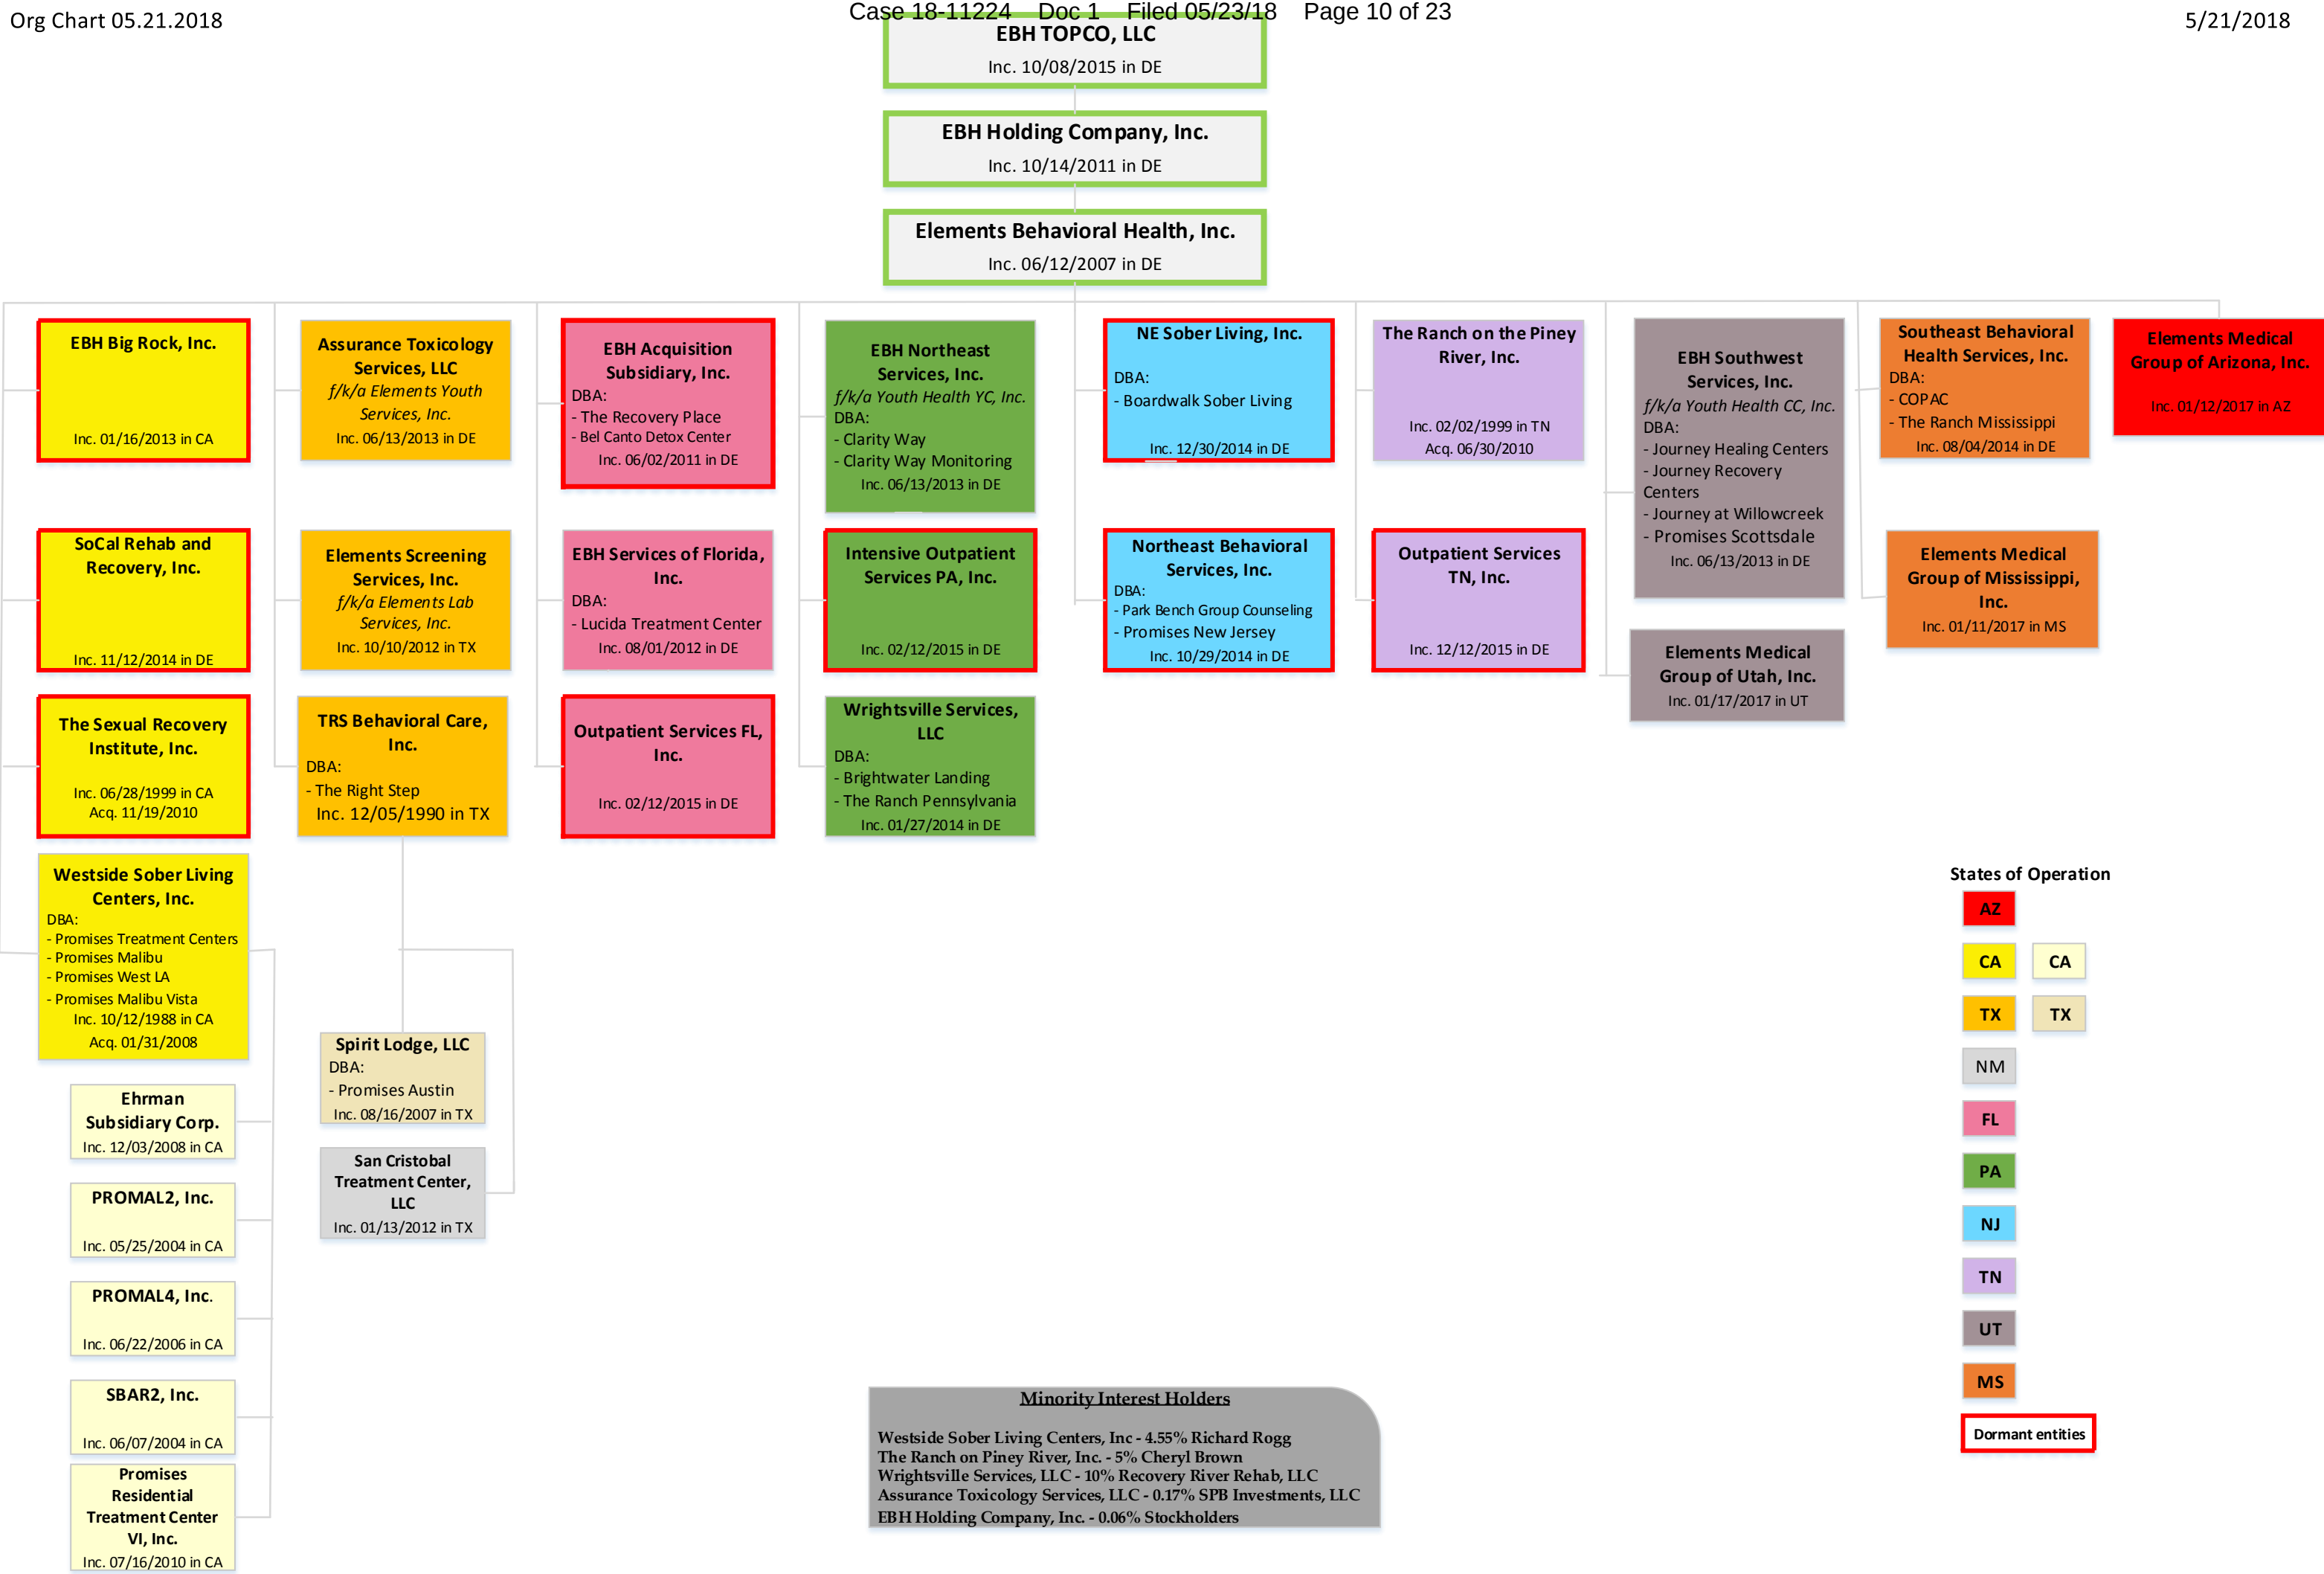 Org Chart 05.21.2018
Case 18-11224 Doc 1 Filed 05/23/18 Page 10 of 23
5/21/2018
EBH TOPCO, LLC
Inc. 10/08/2015 in DE
EBH Holding Company, Inc.
Inc. 10/14/2011 in DE
Elements Behavioral Health, Inc.
Inc. 06/12/2007 in DE
EBH Big Rock, Inc.
Inc. 01/16/2013 in CA
SoCal Rehab and
Recovery, Inc.
Inc. 11/12/2014 in DE
The Sexual Recovery
Institute, Inc.
Inc. 06/28/1999 in CA
Acq. 11/19/2010
Westside Sober Living
Centers, Inc.
DBA:
- Promises Treatment Centers
- Promises Malibu
- Promises West LA
- Promises Malibu Vista
Inc. 10/12/1988 in CA
Acq. 01/31/2008
Ehrman
Subsidiary Corp.
Inc. 12/03/2008 in CA
PROMAL2, Inc.
Inc. 05/25/2004 in CA
PROMAL4, Inc.
Inc. 06/22/2006 in CA
SBAR2, Inc.
Inc. 06/07/2004 in CA
Promises
Residential
Treatment Center
VI, Inc.
Inc. 07/16/2010 in CA
Assurance Toxicology
Services, LLC
f/k/a Elements Youth
Services, Inc.
Inc. 06/13/2013 in DE
Elements Screening
Services, Inc.
f/k/a Elements Lab
Services, Inc.
Inc. 10/10/2012 in TX
TRS Behavioral Care,
Inc.
DBA:
- The Right Step
Inc. 12/05/1990 in TX
Spirit Lodge, LLC
DBA:
- Promises Austin
Inc. 08/16/2007 in TX
San Cristobal
Treatment Center,
LLC
Inc. 01/13/2012 in TX
EBH Acquisition
Subsidiary, Inc.
DBA:
- The Recovery Place
- Bel Canto Detox Center
Inc. 06/02/2011 in DE
EBH Services of Florida,
Inc.
DBA:
- Lucida Treatment Center
Inc. 08/01/2012 in DE
Outpatient Services FL,
Inc.
Inc. 02/12/2015 in DE
EBH Northeast
Services, Inc.
f/k/a Youth Health YC, Inc.
DBA:
- Clarity Way
- Clarity Way Monitoring
Inc. 06/13/2013 in DE
Intensive Outpatient
Services PA, Inc.
Inc. 02/12/2015 in DE
Wrightsville Services,
LLC
DBA:
- Brightwater Landing
- The Ranch Pennsylvania
Inc. 01/27/2014 in DE
NE Sober Living, Inc.
DBA:
- Boardwalk Sober Living
Inc. 12/30/2014 in DE
Northeast Behavioral
Services, Inc.
DBA:
- Park Bench Group Counseling
- Promises New Jersey
Inc. 10/29/2014 in DE
The Ranch on the Piney
River, Inc.
Inc. 02/02/1999 in TN
Acq. 06/30/2010
Outpatient Services
TN, Inc.
Inc. 12/12/2015 in DE
EBH Southwest
Services, Inc.
f/k/a Youth Health CC, Inc.
DBA:
- Journey Healing Centers
- Journey Recovery
Centers
- Journey at Willowcreek
- Promises Scottsdale
Inc. 06/13/2013 in DE
Elements Medical
Group of Utah, Inc.
Inc. 01/17/2017 in UT
Southeast Behavioral
Health Services, Inc.
DBA:
- COPAC
- The Ranch Mississippi
Inc. 08/04/2014 in DE
Elements Medical
Group of Mississippi,
Inc.
Inc. 01/11/2017 in MS
Elements Medical
Group of Arizona, Inc.
Inc. 01/12/2017 in AZ
States of Operation
AZ
CA CA
TX TX
NM
FL
PA
NJ
TN
UT
MS
Dormant entities
Minority Interest Holders
Westside Sober Living Centers, Inc - 4.55% Richard Rogg
The Ranch on Piney River, Inc. - 5% Cheryl Brown
Wrightsville Services, LLC - 10% Recovery River Rehab, LLC
Assurance Toxicology Services, LLC - 0.17% SPB Investments, LLC
EBH Holding Company, Inc. - 0.06% Stockholders